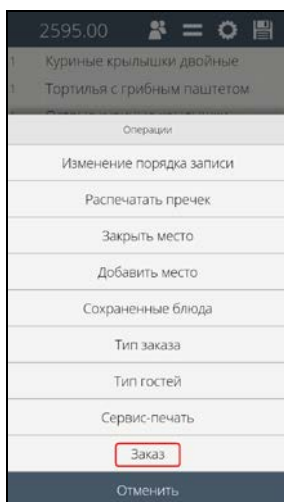 2595.00
1 Куриные крылышки двойные
1 Тортилья с грибным паштетом
Операции
Изменение порядка записи
Распечатать пречек
Закрыть место
Добавить место
Сохраненные блюда
Тип заказа
Тип гостей
Сервис-печать
Заказ
Отменить